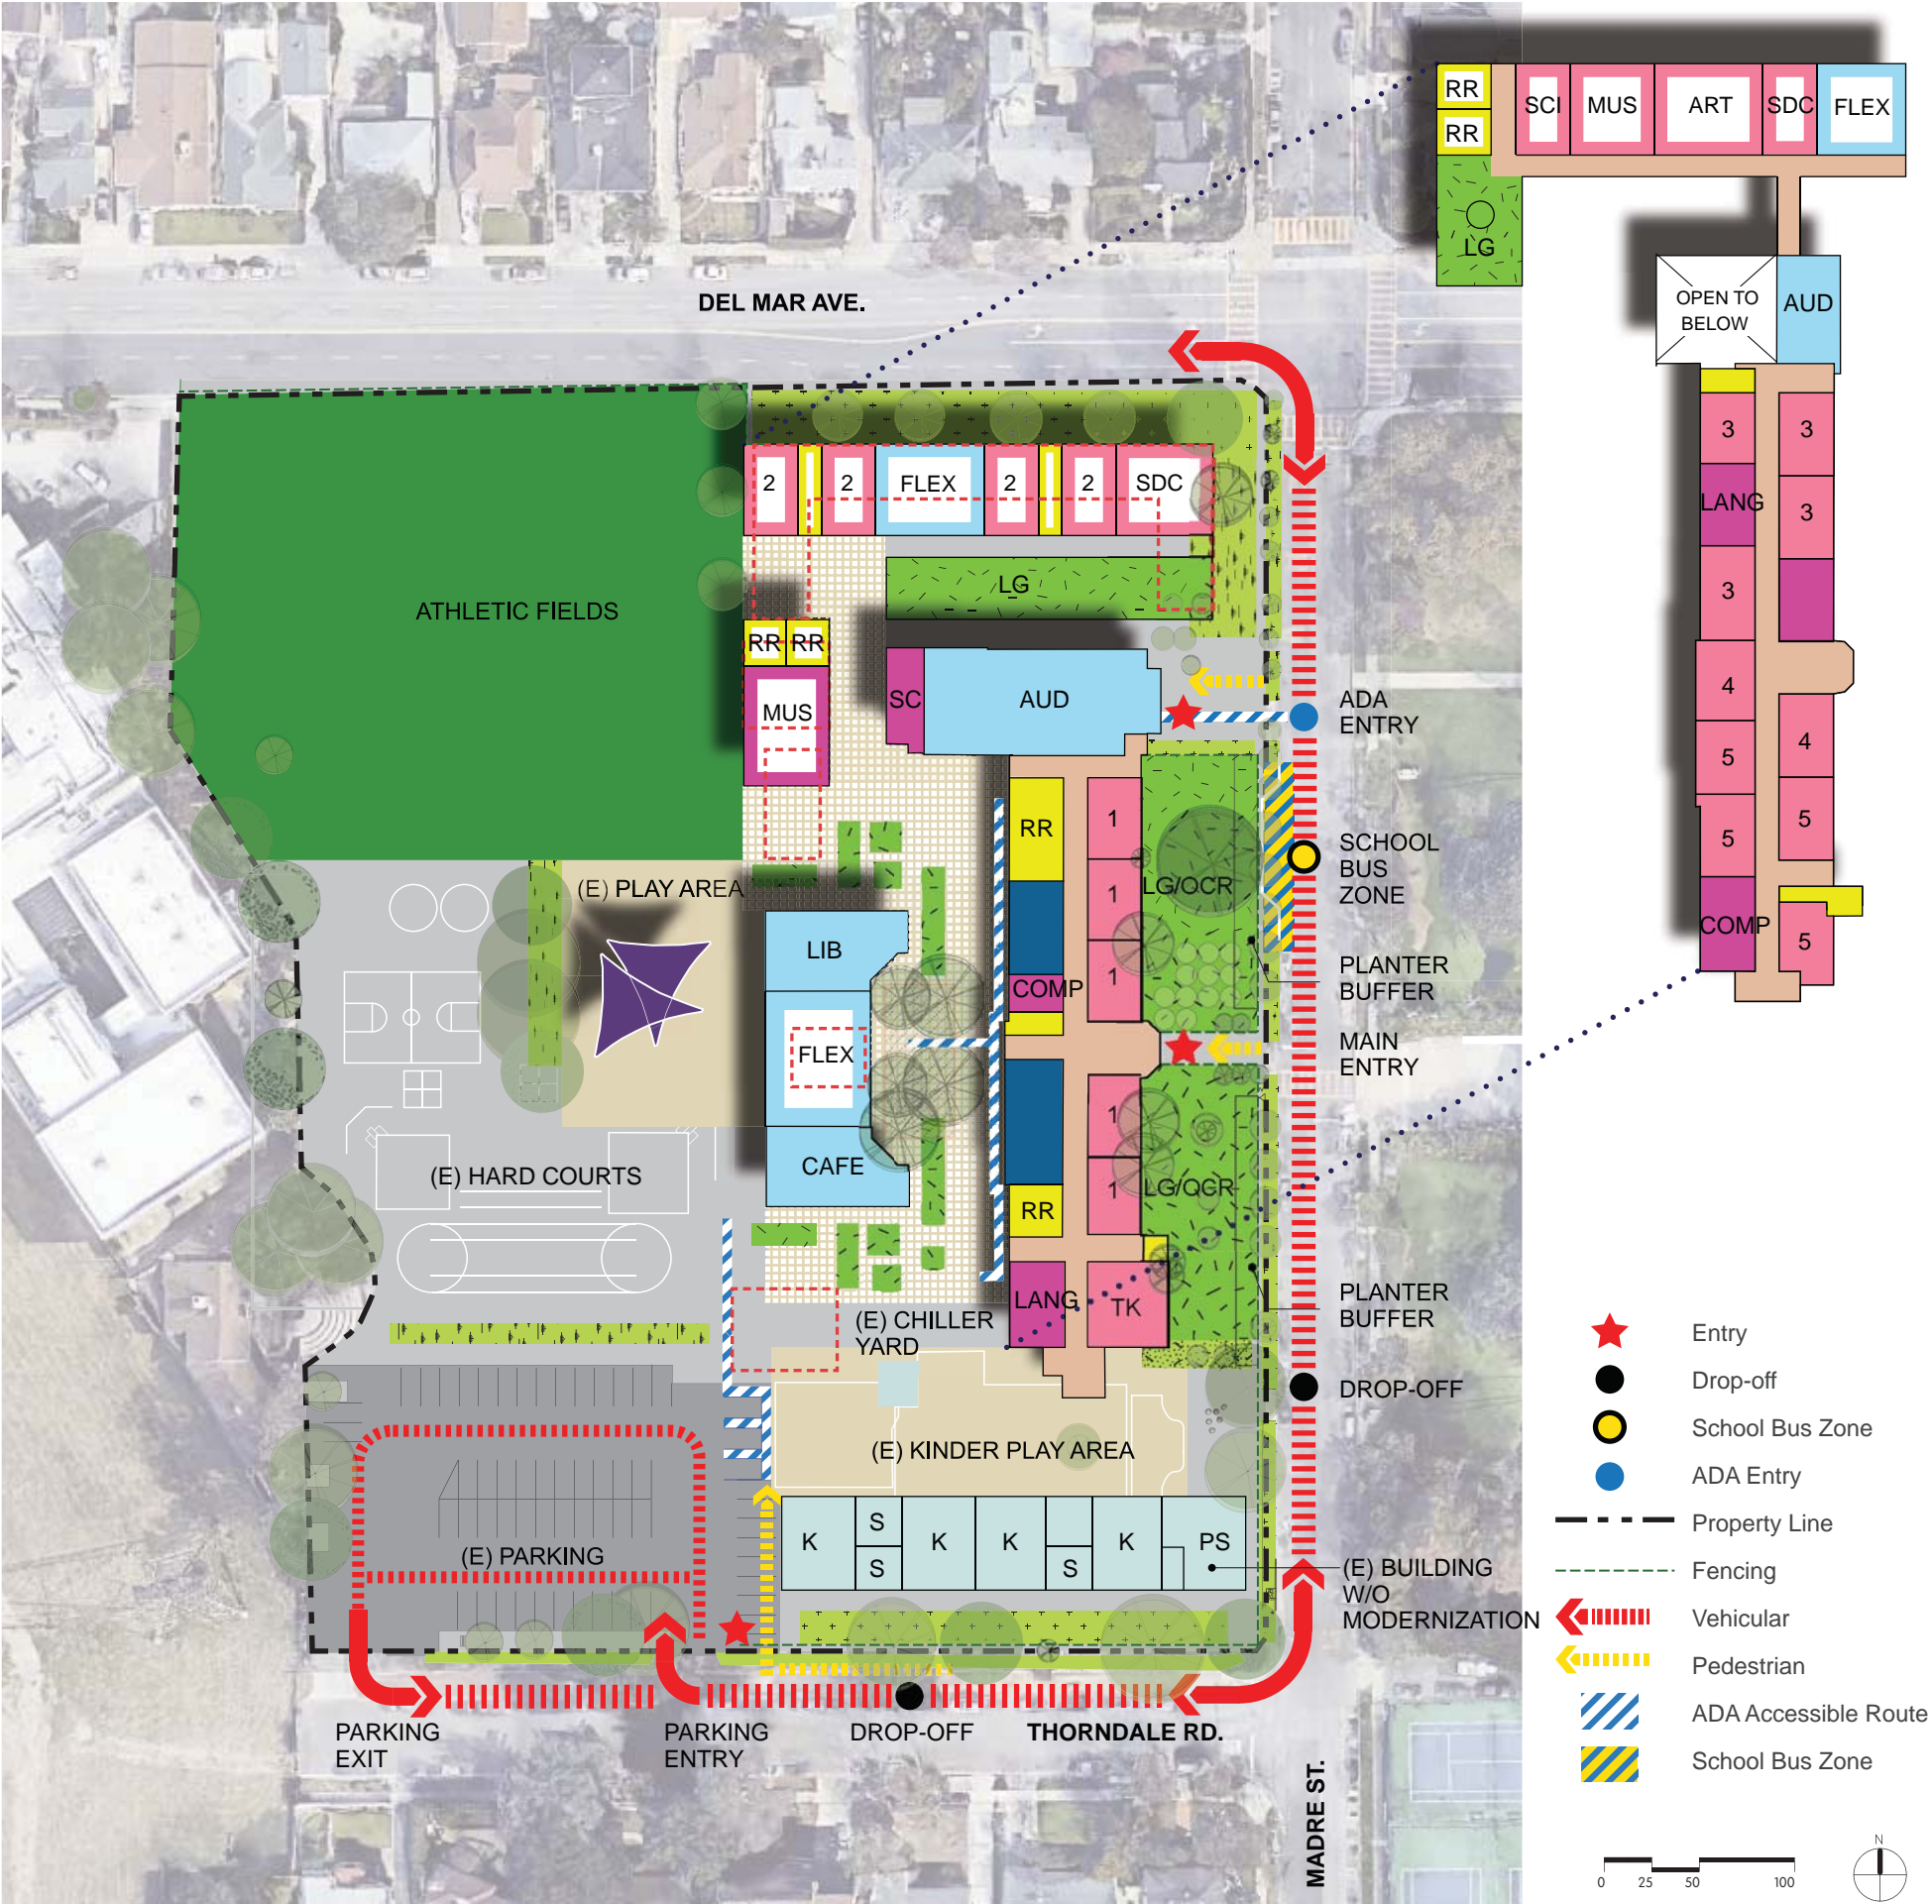 RR
SCI
MUS
ART
SDC
FLEX
RR
LG
DEL MAR AVE.
OPEN TO
BELOW
AUD
3
3
LANG
3
3
4
4
5
5
5
COMP
5
2
2
FLEX
2
2
SDC
LG
ATHLETIC FIELDS
RR
RR
MUS
SC
AUD
ADA
ENTRY
RR
1
1
1
LG/OCR
SCHOOL
BUS
ZONE
(E) PLAY AREA
LIB
COMP
PLANTER
BUFFER
FLEX
MAIN
ENTRY
CAFE
1
1
LG/OCR
(E) HARD COURTS
RR
LANG
TK
(E) CHILLER
YARD
PLANTER
BUFFER
DROP-OFF
(E) KINDER PLAY AREA
K
S
S
K
K
S
K
PS
(E) PARKING
(E) BUILDING
W/O
MODERNIZATION
PARKING
EXIT
PARKING
ENTRY
DROP-OFF
THORNDALE RD.
MADRE ST.
Entry
Drop-off
School Bus Zone
ADA Entry
Property Line
Fencing
Vehicular
Pedestrian
ADA Accessible Route
School Bus Zone
0 25 50 100
N